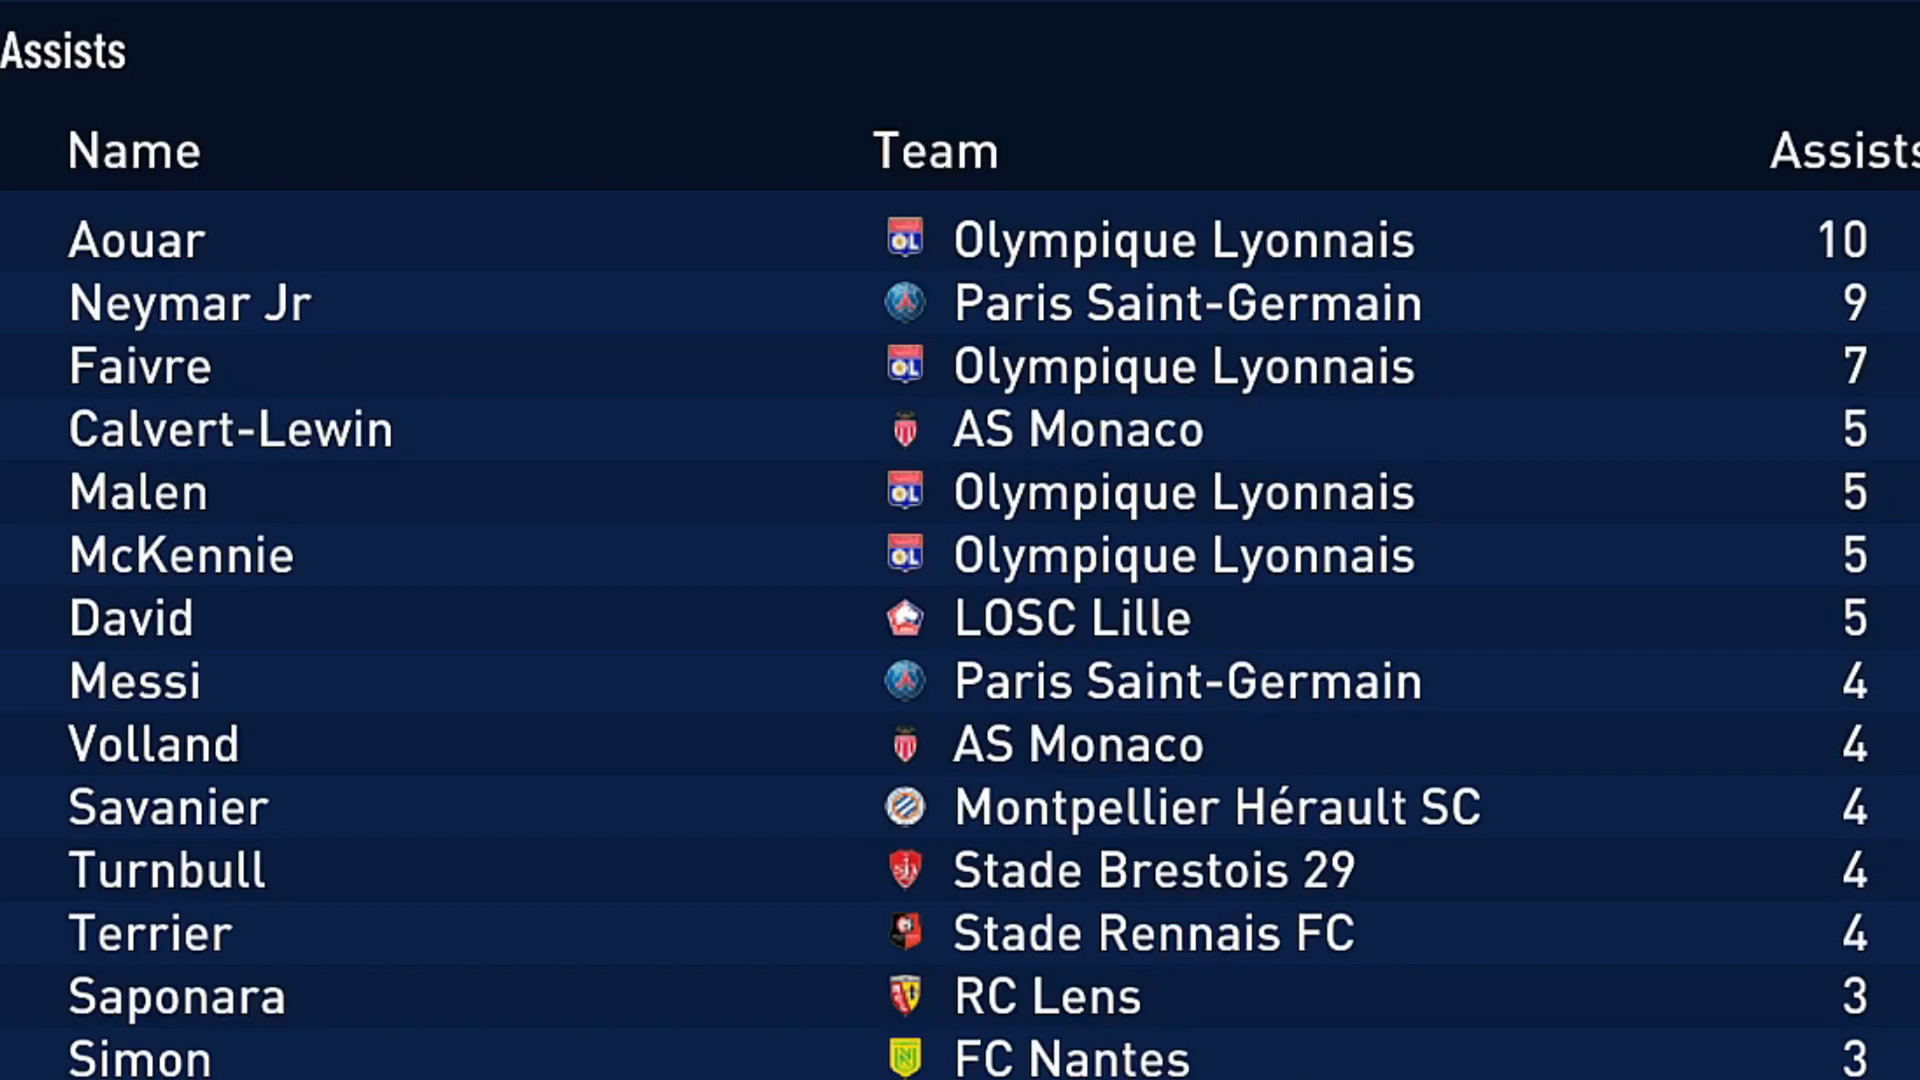 Assists
Name Team Assists
Aouar Olympique Lyonnais 10
Neymar Jr Paris Saint-Germain 9
Faivre Olympique Lyonnais 7
Calvert-Lewin AS Monaco 5
Malen Olympique Lyonnais 5
McKennie Olympique Lyonnais 5
David LOSC Lille 5
Messi Paris Saint-Germain 4
Volland AS Monaco 4
Savanier Montpellier Hérault SC 4
Turnbull Stade Brestois 29 4
Terrier Stade Rennais FC 4
Saponara RC Lens 3
Simon FC Nantes 3